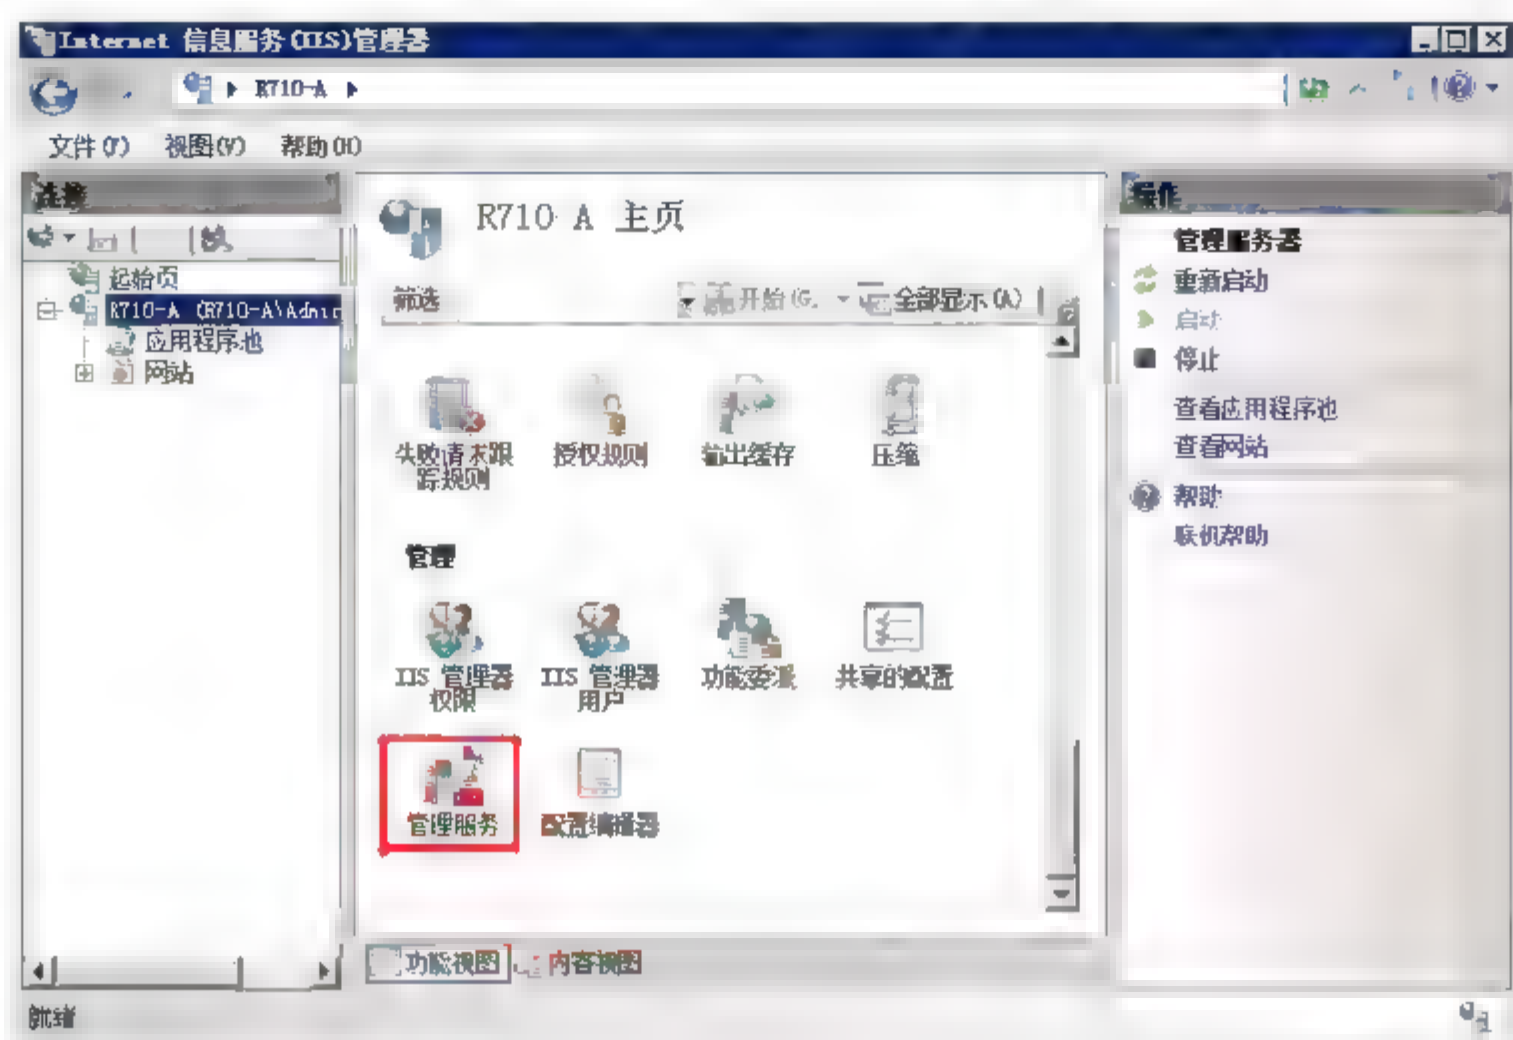 Internet 信息服务(IIS)管理器
R710-A
文件(F) 视图(V) 帮助(H)
连接
起始页
R710-A (R710-A\Admin
应用程序池
网站
R710-A 主页
筛选
开始(G.
全部显示(A)
失败请求跟
踪规则
授权规则
输出缓存
压缩
管理
IIS 管理器
权限
IIS 管理器
用户
功能委派
共享的配置
管理服务
配置编辑器
功能视图
内容视图
操作
管理服务器
重新启动
启动
停止
查看应用程序池
查看网站
帮助
联机帮助
就绪